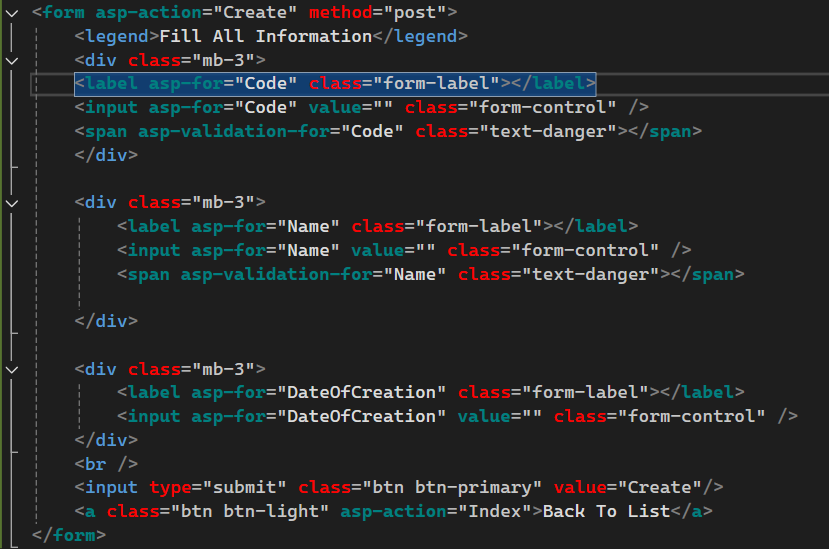 <form asp-action="Create" method="post">
<legend>Fill All Information</legend>
<div class="mb-3">
<label asp-for="Code" class="form-label"></label>
<input asp-for="Code" value="" class="form-control" />
<span asp-validation-for="Code" class="text-danger"></span>
</div>
<div class="mb-3">
<label asp-for="Name" class="form-label"></label>
<input asp-for="Name" value="" class="form-control" />
<span asp-validation-for="Name" class="text-danger"></span>
</div>
<div class="mb-3">
<label asp-for="DateOfCreation" class="form-label"></label>
<input asp-for="DateOfCreation" value="" class="form-control" />
</div>
<br />
<input type="submit" class="btn btn-primary" value="Create"/>
<a class="btn btn-light" asp-action="Index">Back To List</a>
</form>